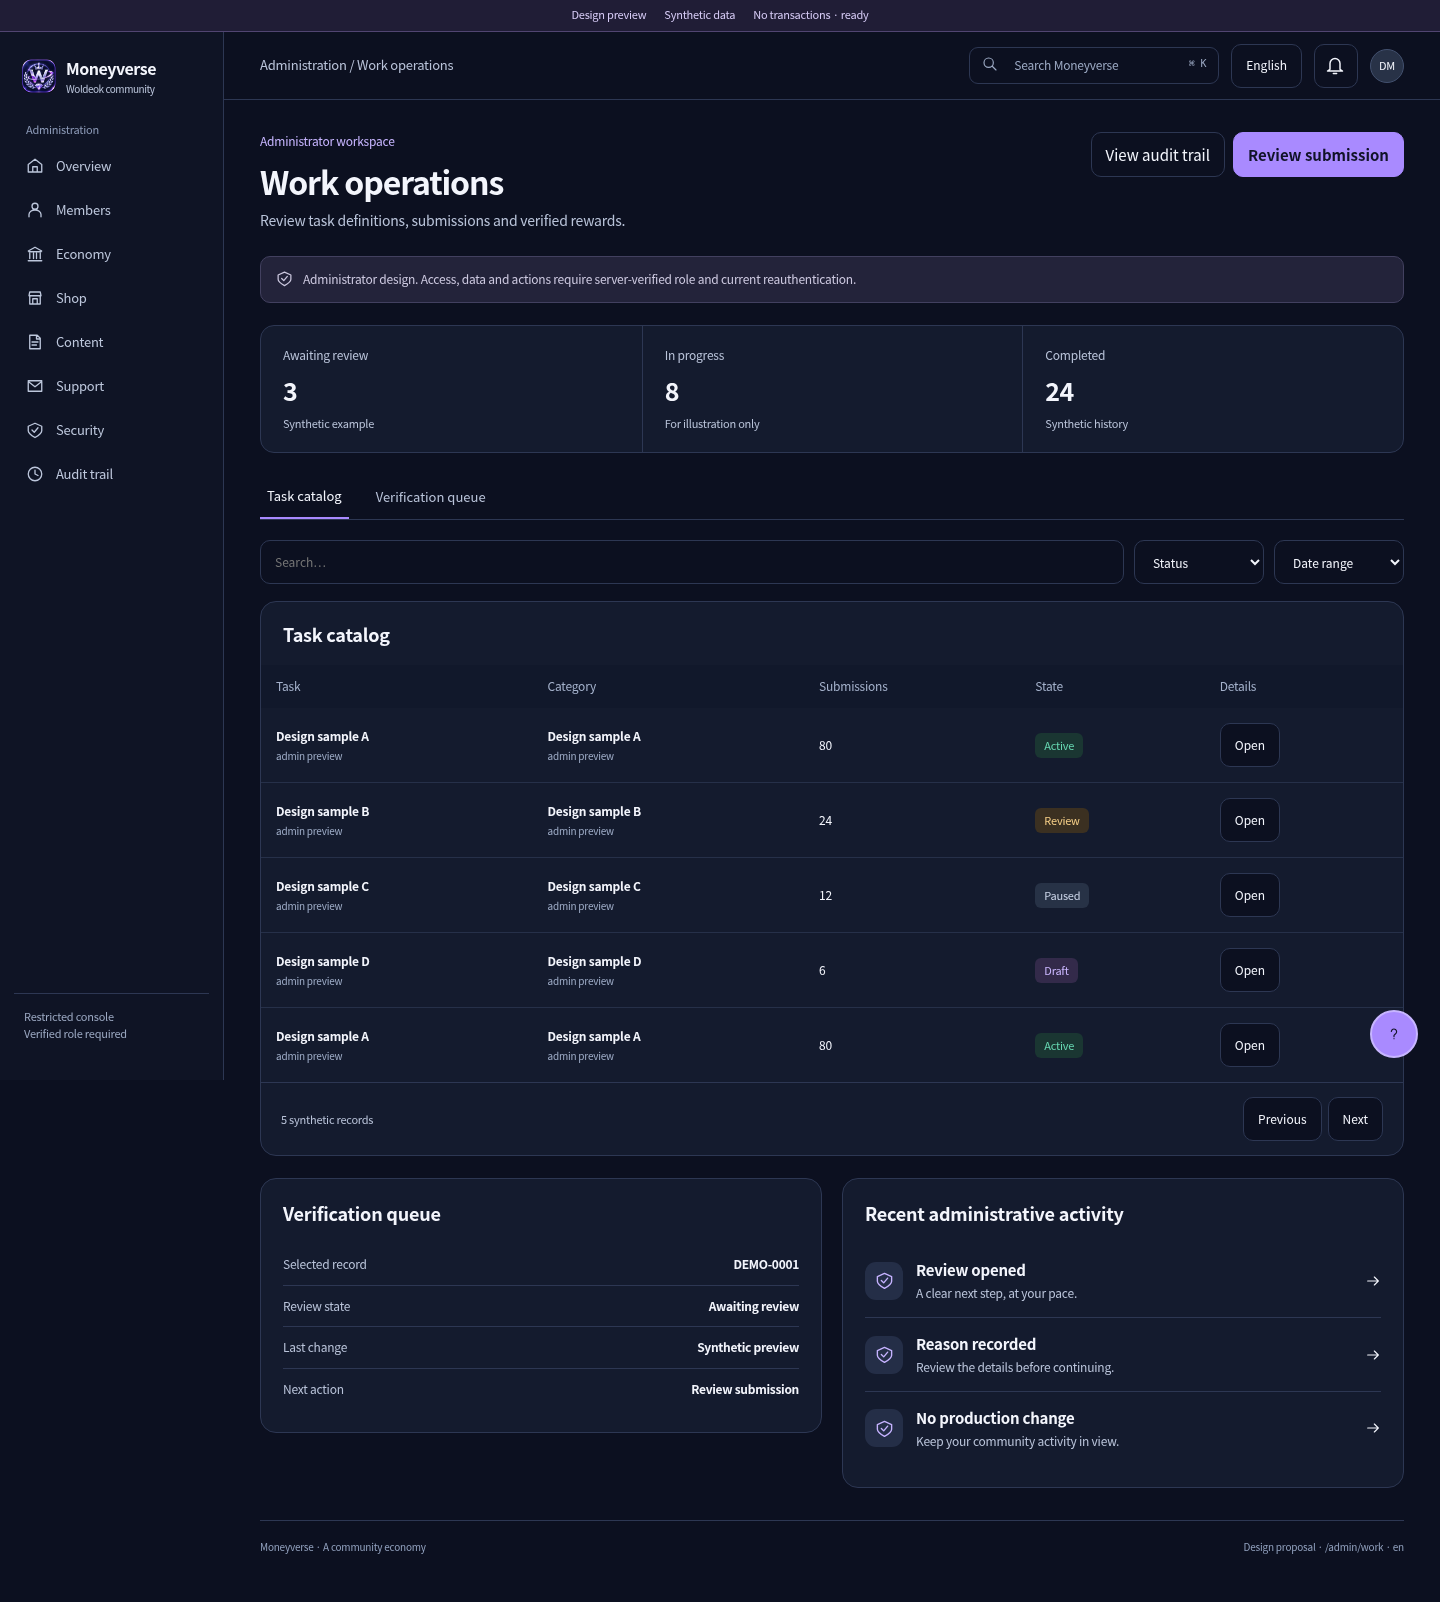 Design preview Synthetic data No transactions · ready
Moneyverse
Woldeok community
Administration
Overview
Members
Economy
Shop
Content
Support
Security
Audit trail
Restricted console
Verified role required
Administration / Work operations
Search Moneyverse ⌘ K
English
DM
Administrator workspace
Work operations
Review task definitions, submissions and verified rewards.
View audit trail
Review submission
Administrator design. Access, data and actions require server-verified role and current reauthentication.
Awaiting review
3
Synthetic example
In progress
8
For illustration only
Completed
24
Synthetic history
Task catalog Verification queue
Search… Status Date range
Task catalog
Task Category Submissions State Details
Design sample A Design sample A 80 Active Open
admin preview admin preview
Design sample B Design sample B 24 Review Open
admin preview admin preview
Design sample C Design sample C 12 Paused Open
admin preview admin preview
Design sample D Design sample D 6 Draft Open
admin preview admin preview
Design sample A Design sample A 80 Active Open
admin preview admin preview
?
5 synthetic records Previous Next
Verification queue
Selected record DEMO-0001
Review state Awaiting review
Last change Synthetic preview
Next action Review submission
Recent administrative activity
Review opened
A clear next step, at your pace.
Reason recorded
Review the details before continuing.
No production change
Keep your community activity in view.
Moneyverse · A community economy
Design proposal · /admin/work · en